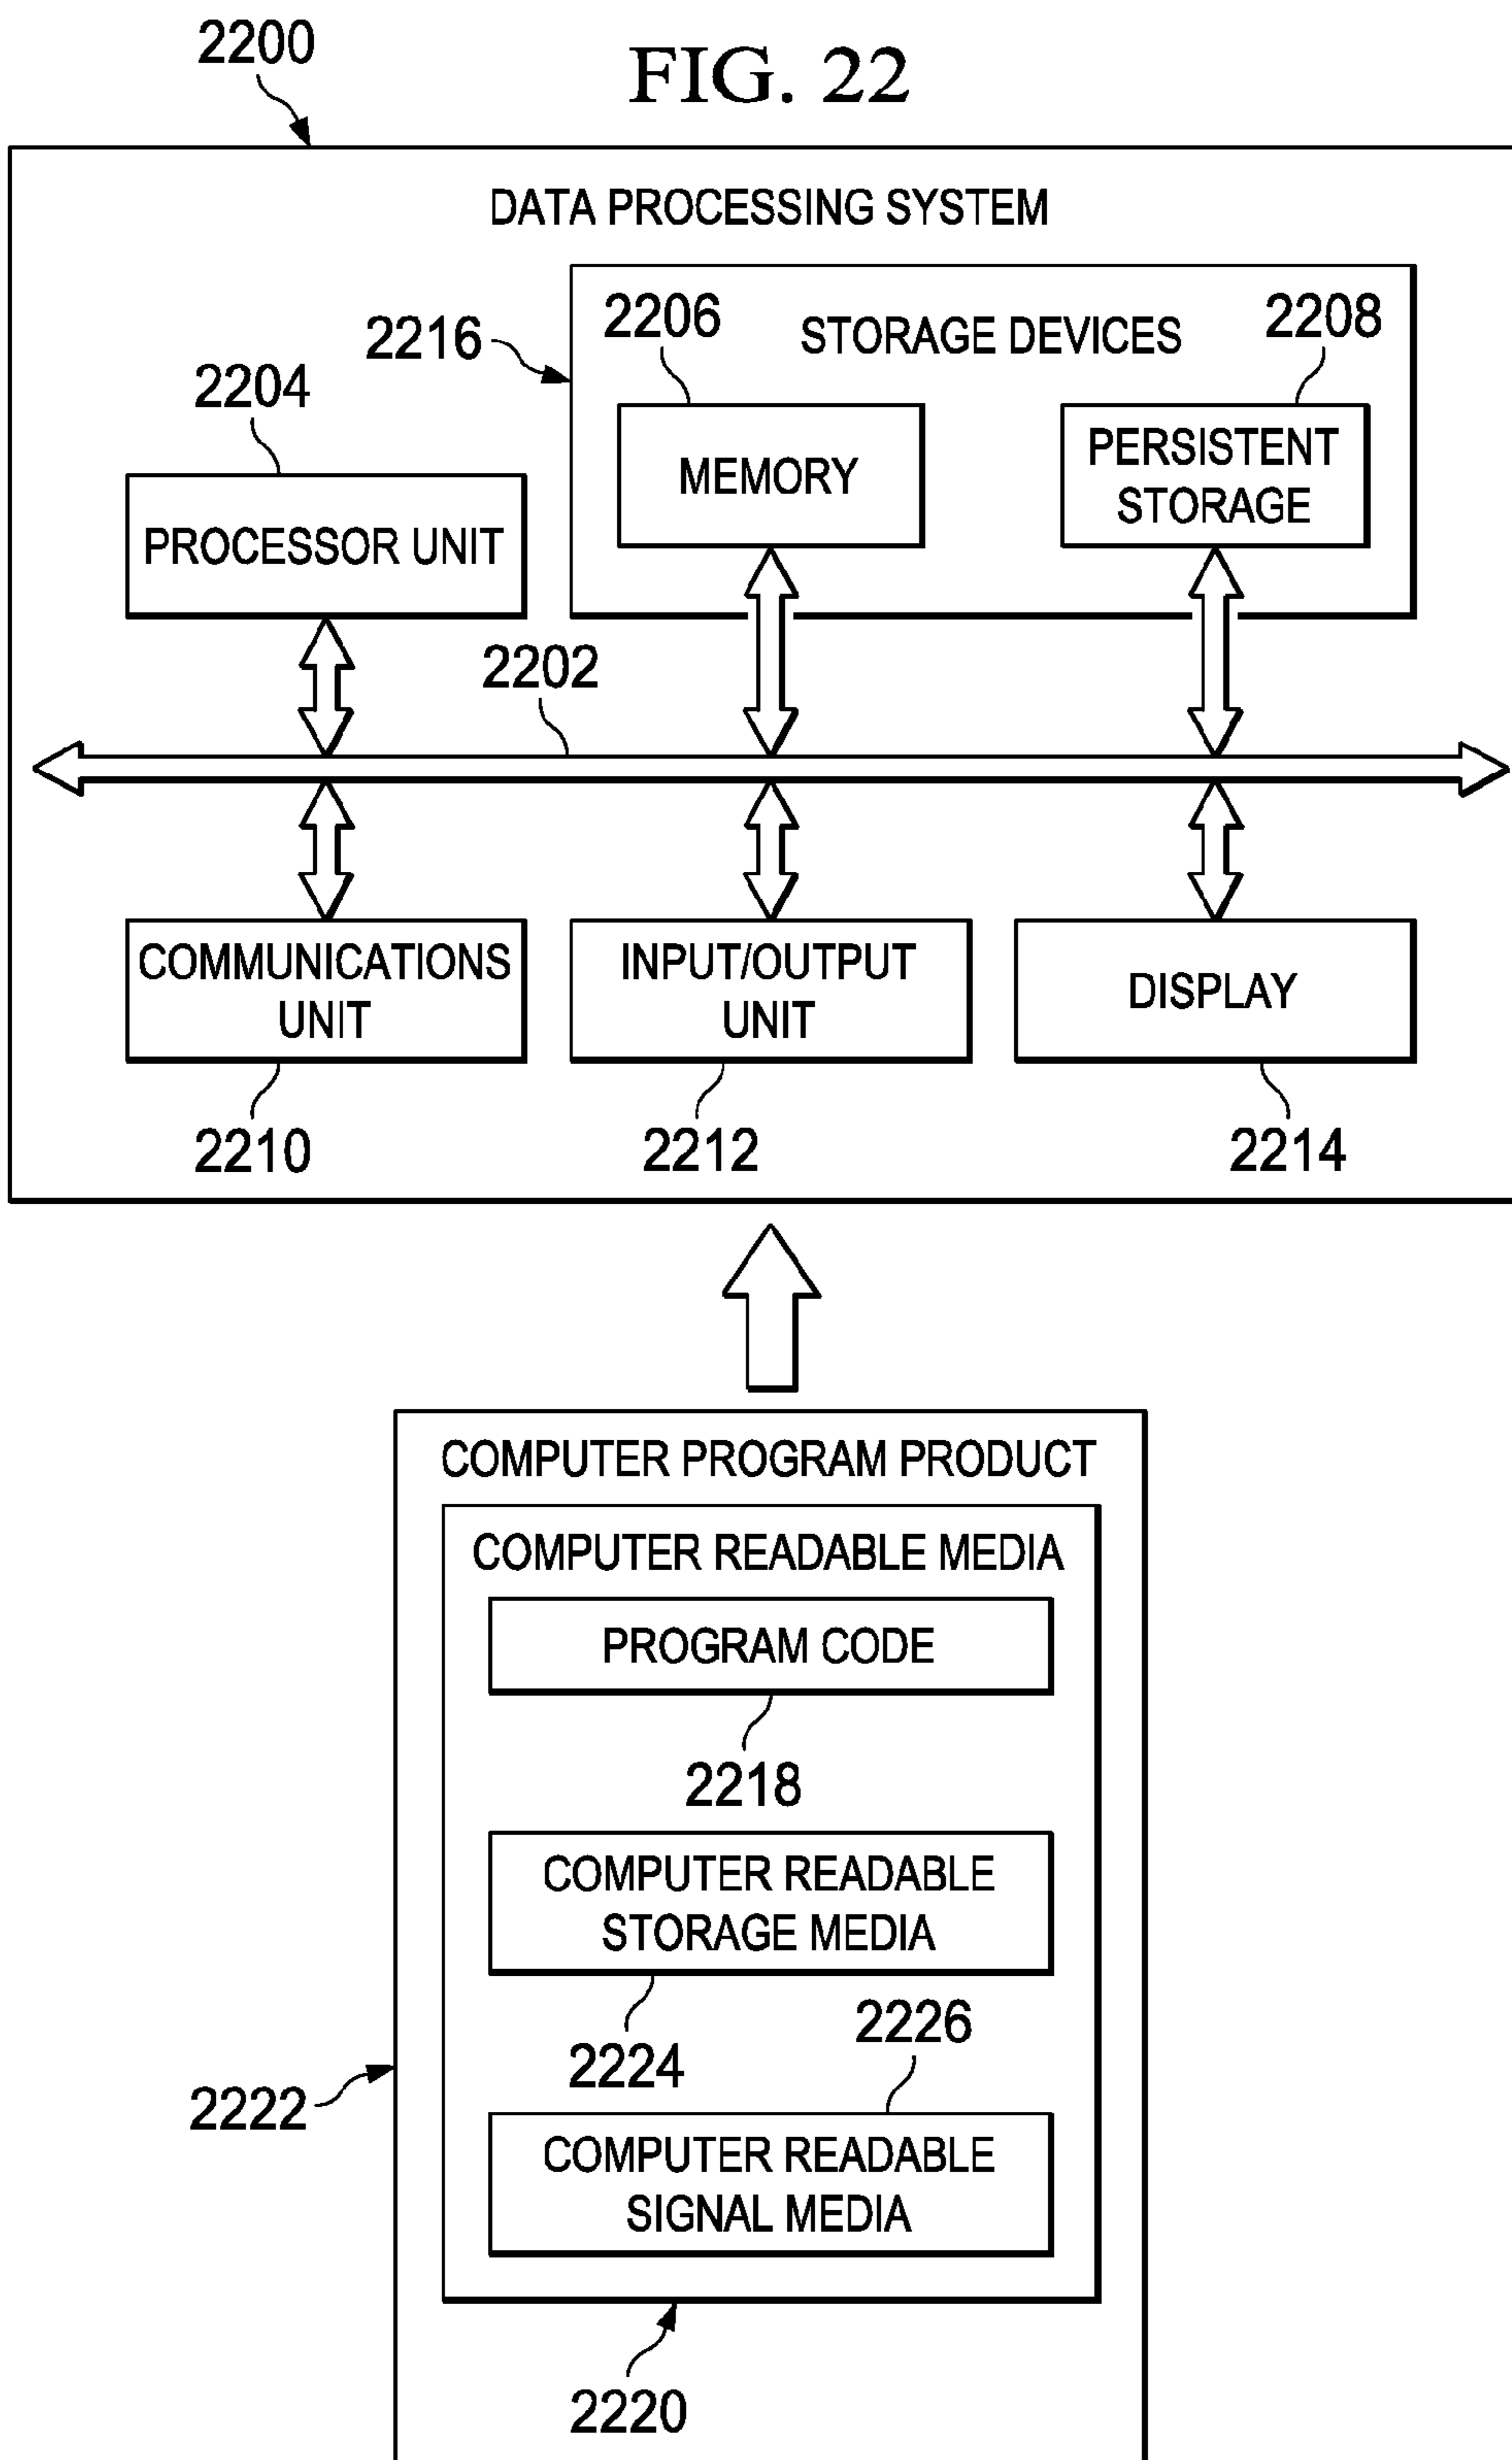 2200
FIG. 22
DATA PROCESSING SYSTEM
2216
2206
STORAGE DEVICES
2208
2204
MEMORY
PERSISTENT
STORAGE
PROCESSOR UNIT
2202
COMMUNICATIONS
UNIT
INPUT/OUTPUT
UNIT
DISPLAY
2210
2212
2214
COMPUTER PROGRAM PRODUCT
COMPUTER READABLE MEDIA
PROGRAM CODE
2218
COMPUTER READABLE
STORAGE MEDIA
2224
2226
2222
COMPUTER READABLE
SIGNAL MEDIA
2220